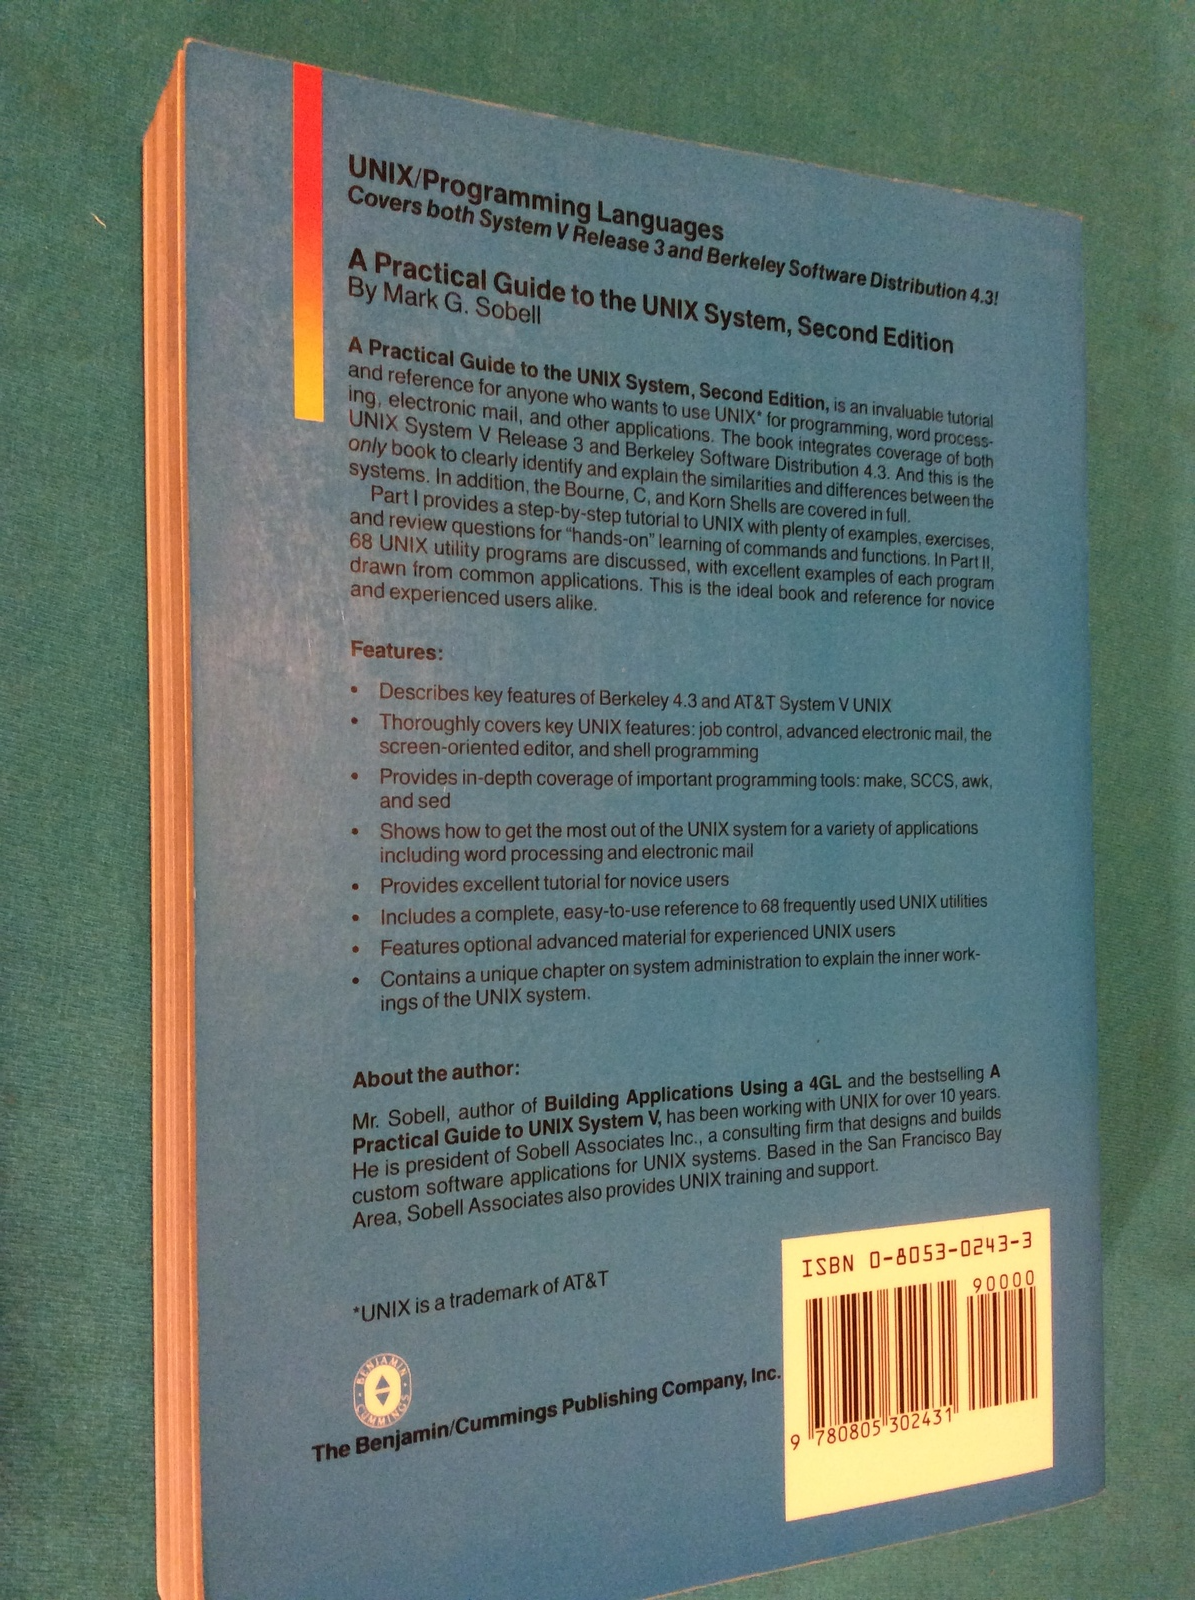 UNIX/Programming Languages
Covers both System V Release 3 and Berkeley Software Distribution 4.3!
A Practical Guide to the UNIX System, Second Edition
By Mark G. Sobell
A Practical Guide to the UNIX System, Second Edition, is an invaluable tutorial
and reference for anyone who wants to use UNIX* for programming, word process-
ing, electronic mail, and other applications. The book integrates coverage of both
UNIX System V Release 3 and Berkeley Software Distribution 4.3. And this is the
only book to clearly identify and explain the similarities and differences between the
systems. In addition, the Bourne, C, and Korn Shells are covered in full.
Part I provides a step-by-step tutorial to UNIX with plenty of examples, exercises,
and review questions for "hands-on" learning of commands and functions. In Part II,
68 UNIX utility programs are discussed, with excellent examples of each program
drawn from common applications. This is the ideal book and reference for novice
and experienced users alike.
Features:
• Describes key features of Berkeley 4.3 and AT&T System V UNIX
• Thoroughly covers key UNIX features: job control, advanced electronic mail, the
screen-oriented editor, and shell programming
• Provides in-depth coverage of important programming tools: make, SCCS, awk,
and sed
• Shows how to get the most out of the UNIX system for a variety of applications
including word processing and electronic mail
• Provides excellent tutorial for novice users
• Includes a complete, easy-to-use reference to 68 frequently used UNIX utilities
• Features optional advanced material for experienced UNIX users
• Contains a unique chapter on system administration to explain the inner work-
ings of the UNIX system.
About the author:
Mr. Sobell, author of Building Applications Using a 4GL and the bestselling A
Practical Guide to UNIX System V, has been working with UNIX for over 10 years.
He is president of Sobell Associates Inc., a consulting firm that designs and builds
custom software applications for UNIX systems. Based in the San Francisco Bay
Area, Sobell Associates also provides UNIX training and support.
*UNIX is a trademark of AT&T
BENJAMIN
CUMMINGS
The Benjamin/Cummings Publishing Company, Inc.
ISBN 0-8053-0243-3
90000
9 780805 302431